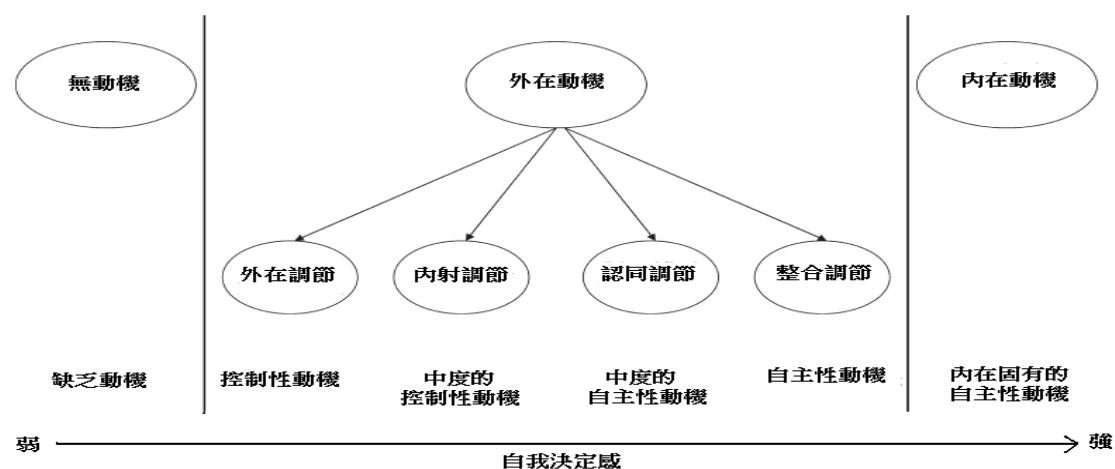 無動機
外在動機
內在動機
外在調節
內射調節
認同調節
整合調節
缺乏動機
控制性動機
中度的
控制性動機
中度的
自主性動機
自主性動機
內在固有的
自主性動機
弱
強
自我決定感